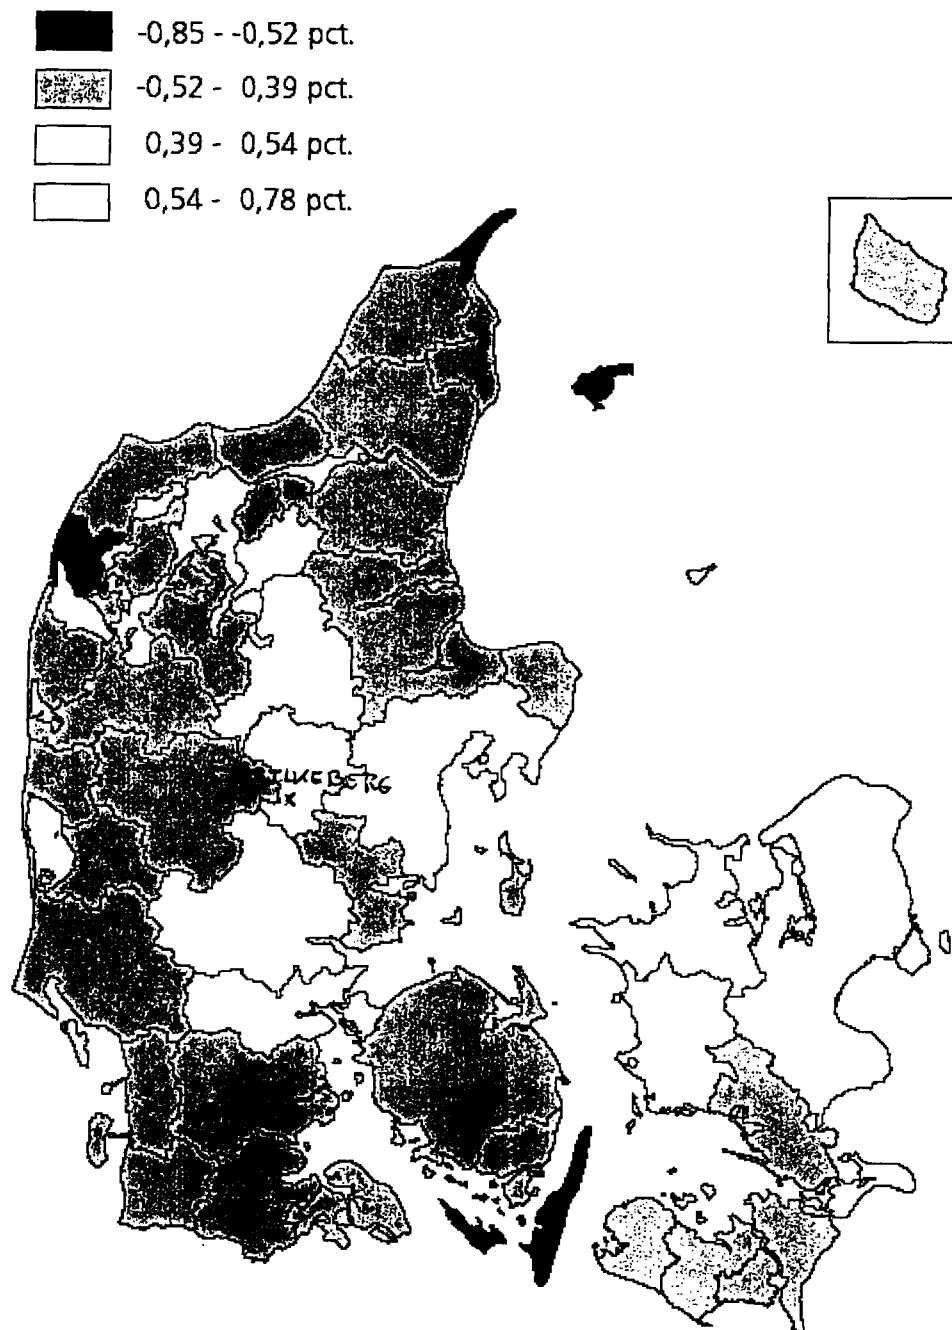 -0,85 - -0,52 pct.
-0,52 - 0,39 pct.
0,39 - 0,54 pct.
0,54 - 0,78 pct.
x